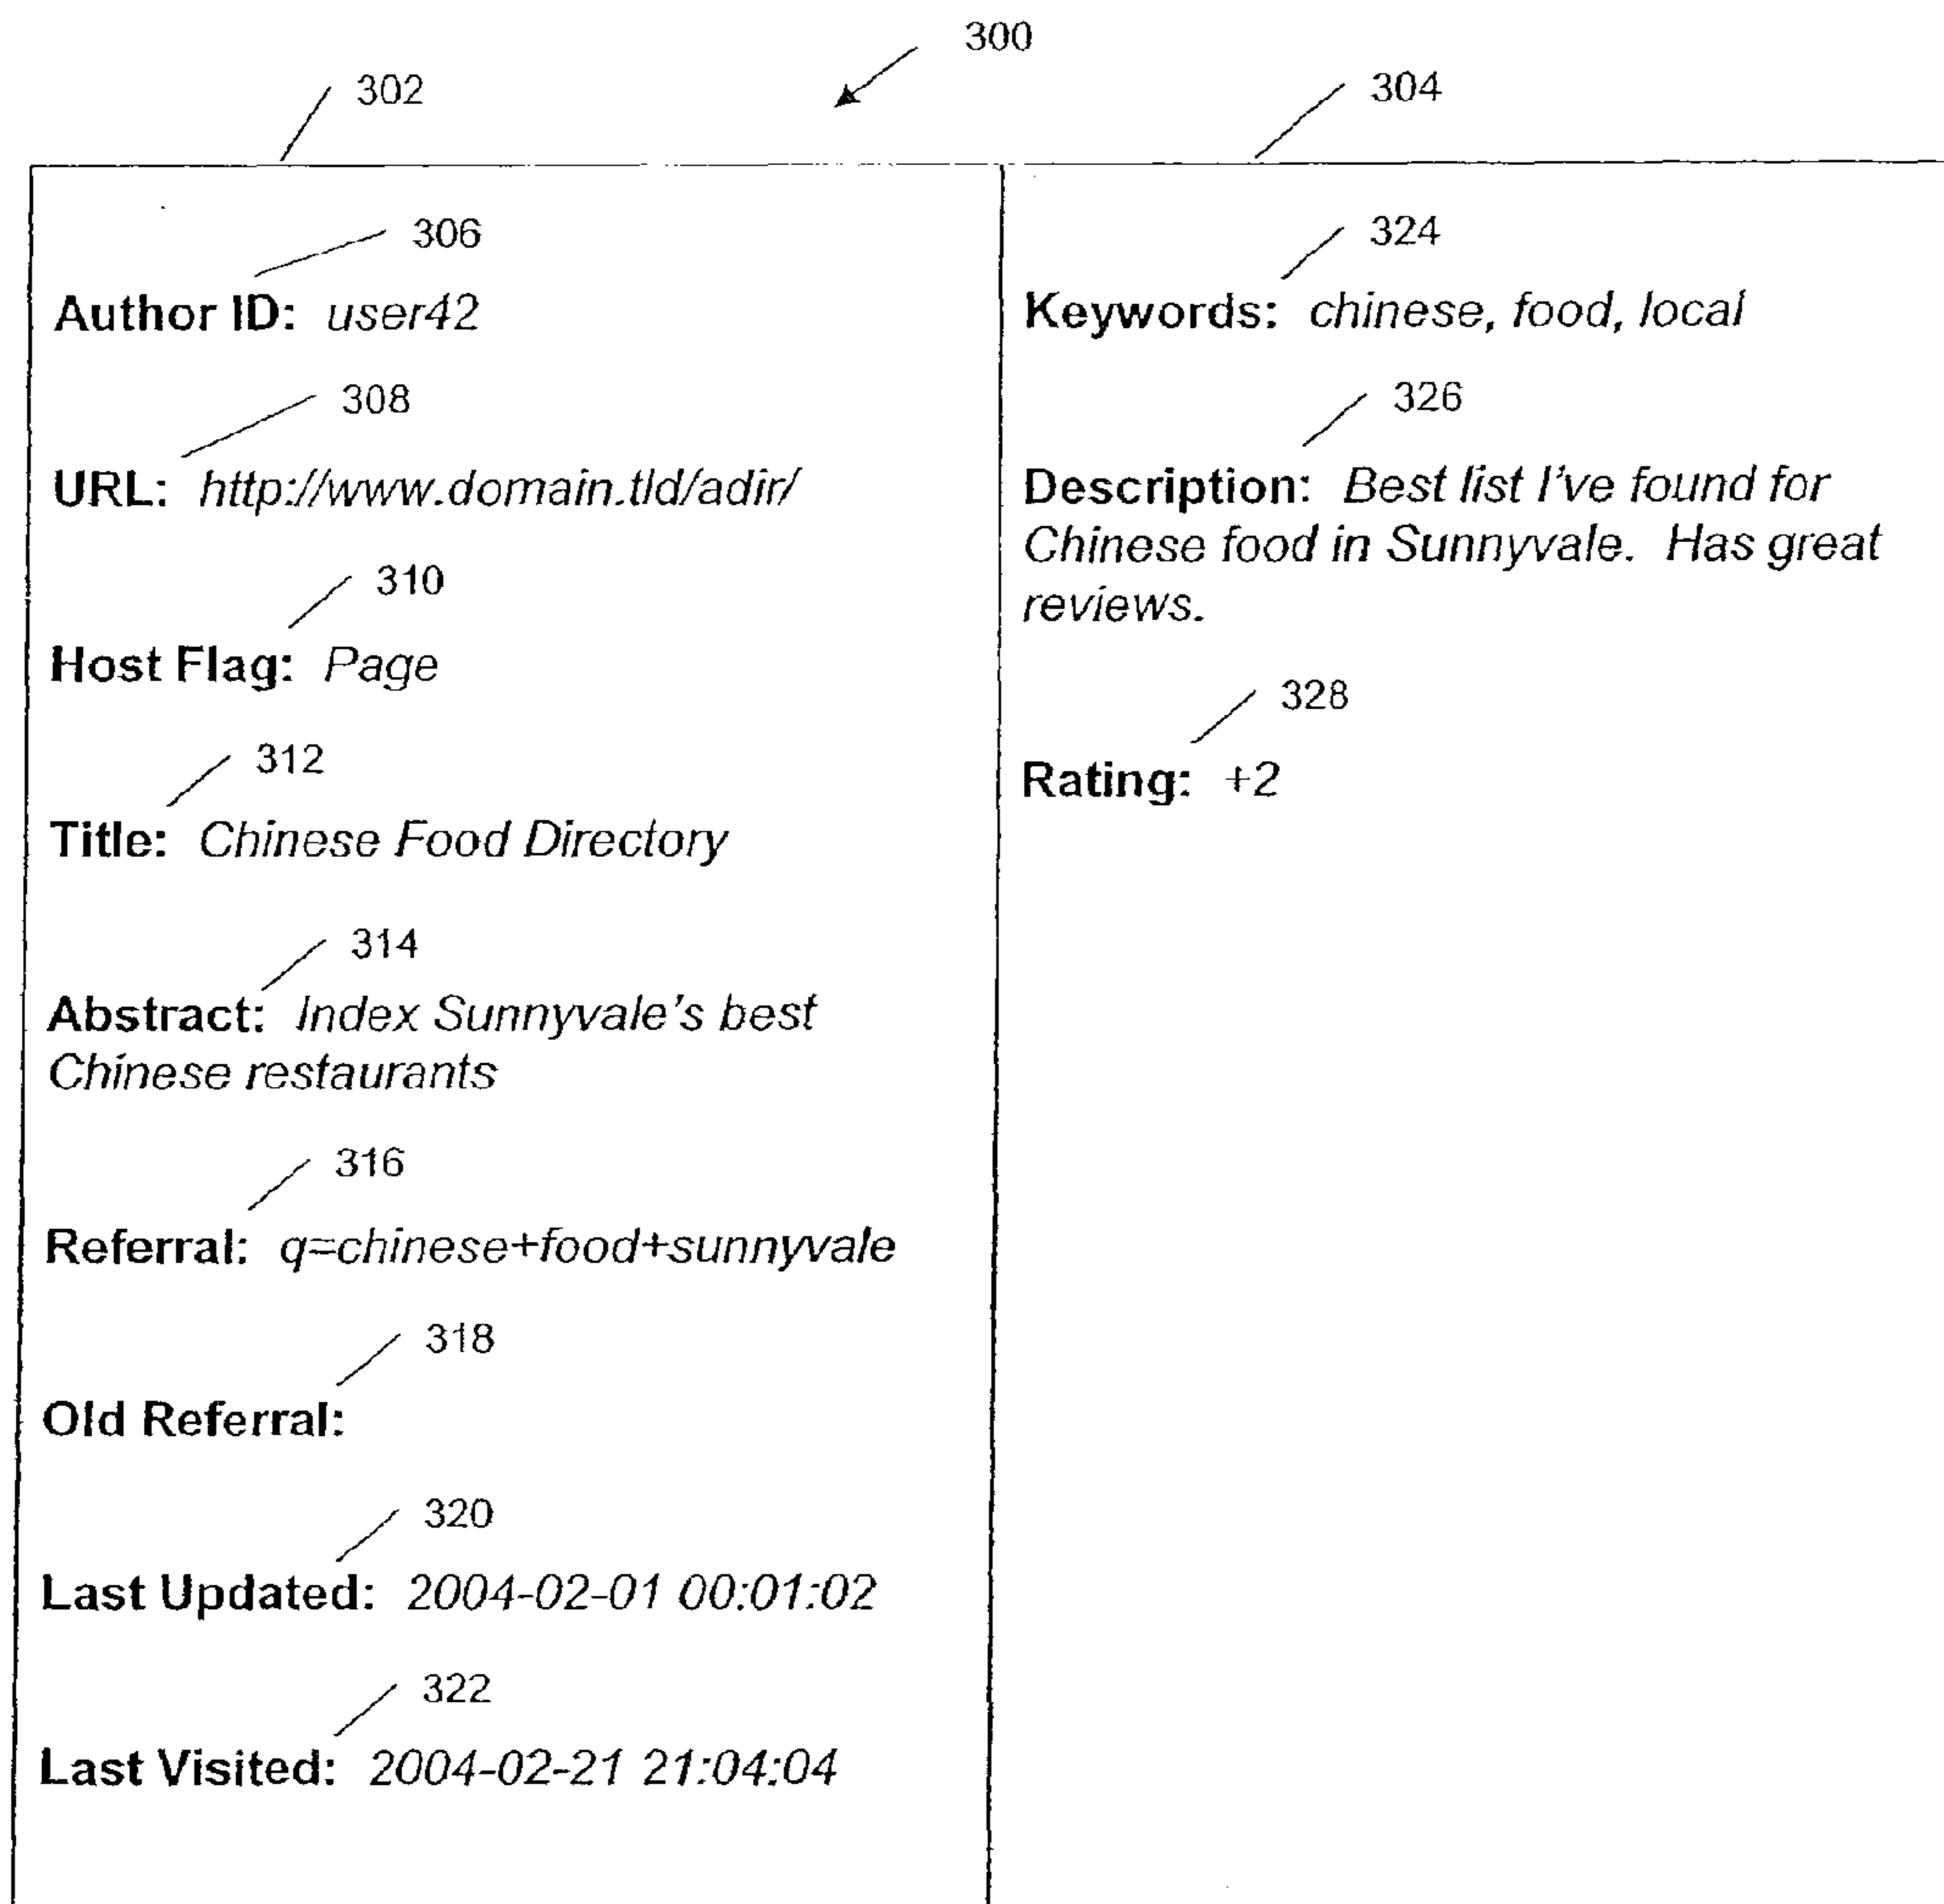 300
302
304
306
Author ID: user42
308
URL: http://www.domain.tld/adir/
310
Host Flag: Page
312
Title: Chinese Food Directory
314
Abstract: Index Sunnyvale's best
Chinese restaurants
316
Referral: q=chinese+food+sunnyvale
318
Old Referral:
320
Last Updated: 2004-02-01 00:01:02
322
Last Visited: 2004-02-21 21:04:04
324
Keywords: chinese, food, local
326
Description: Best list I've found for
Chinese food in Sunnyvale. Has great
reviews.
328
Rating: +2